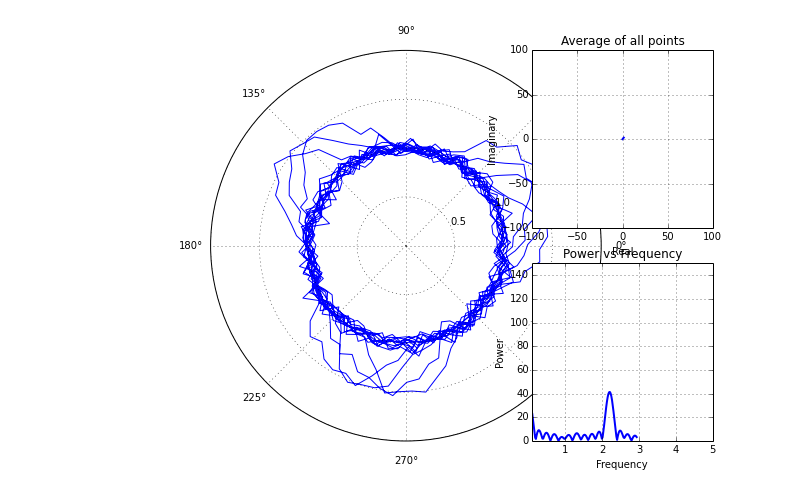 90°
135°
180°
225°
270°
0°
0.5
1.0
Average of all points
Imaginary
100
50
0
−50
−100
−100 −50 0 50 100
Real
Power vs Frequency
Power
140
120
100
80
60
40
20
0
1 2 3 4 5
Frequency